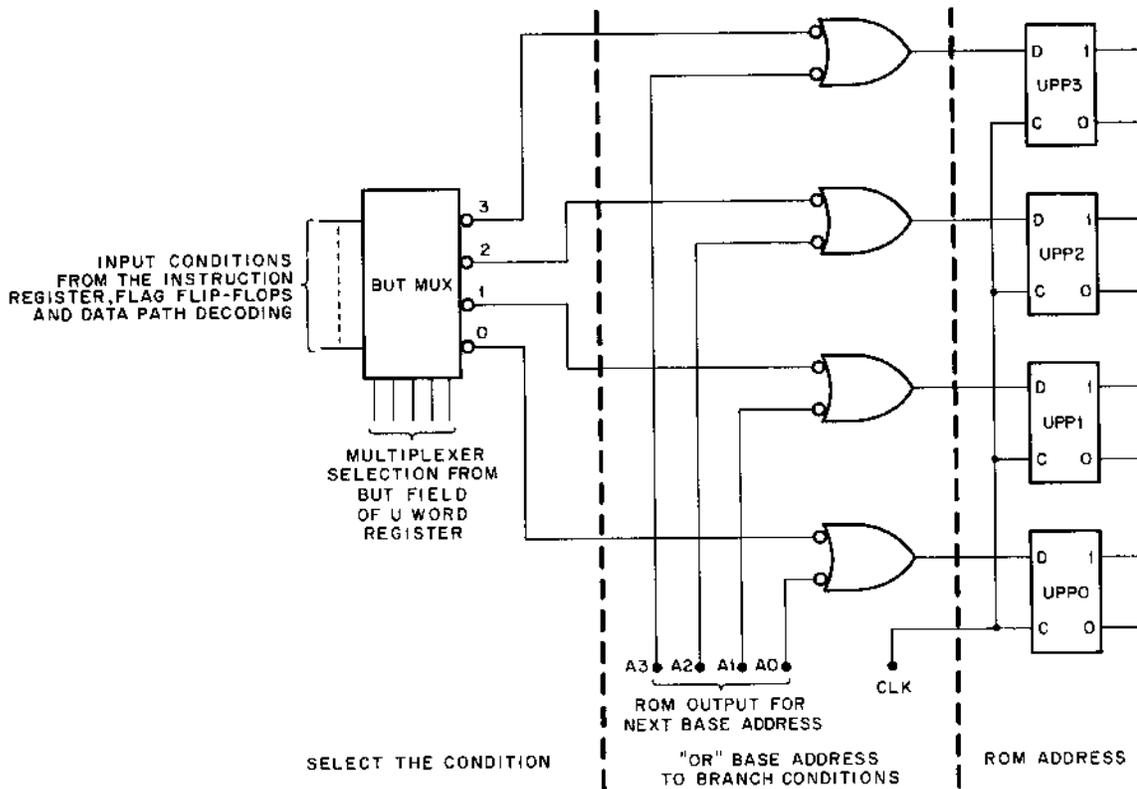 D 1
UPP3
C 0
3
2
1
0
BUT MUX
INPUT CONDITIONS
FROM THE INSTRUCTION
REGISTER, FLAG FLIP-FLOPS
AND DATA PATH DECODING
D 1
UPP2
C 0
MULTIPLEXER
SELECTION FROM
BUT FIELD
OF U WORD
REGISTER
D 1
UPP1
C 0
D 1
UPP0
C 0
A3 A2 A1 A0
CLK
ROM OUTPUT FOR
NEXT BASE ADDRESS
SELECT THE CONDITION
"OR" BASE ADDRESS
TO BRANCH CONDITIONS
ROM ADDRESS